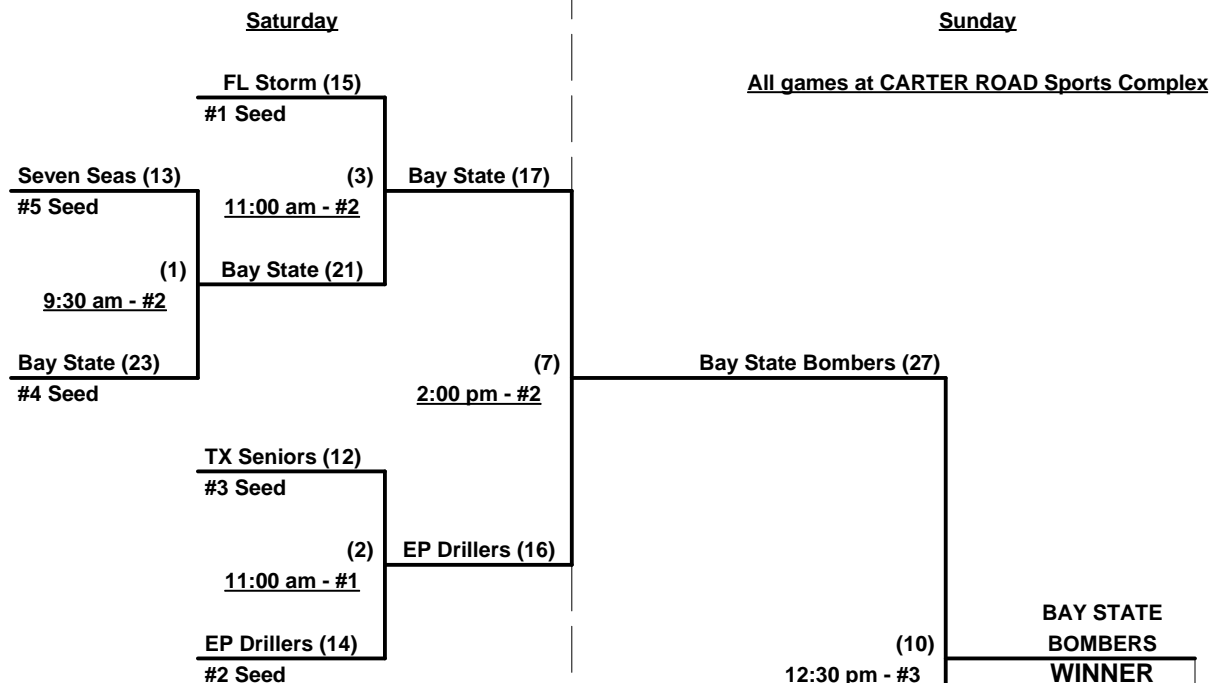 Saturday
Sunday
FL Storm (15)
All games at CARTER ROAD Sports Complex
#1 Seed
Seven Seas (13)
(3)
Bay State (17)
#5 Seed
11:00 am - #2
(1)
Bay State (21)
9:30 am - #2
Bay State (23)
(7)
Bay State Bombers (27)
#4 Seed
2:00 pm - #2
TX Seniors (12)
#3 Seed
(2)
EP Drillers (16)
11:00 am - #1
BAY STATE
EP Drillers (14)
(10)
BOMBERS
#2 Seed
12:30 pm - #3
WINNER